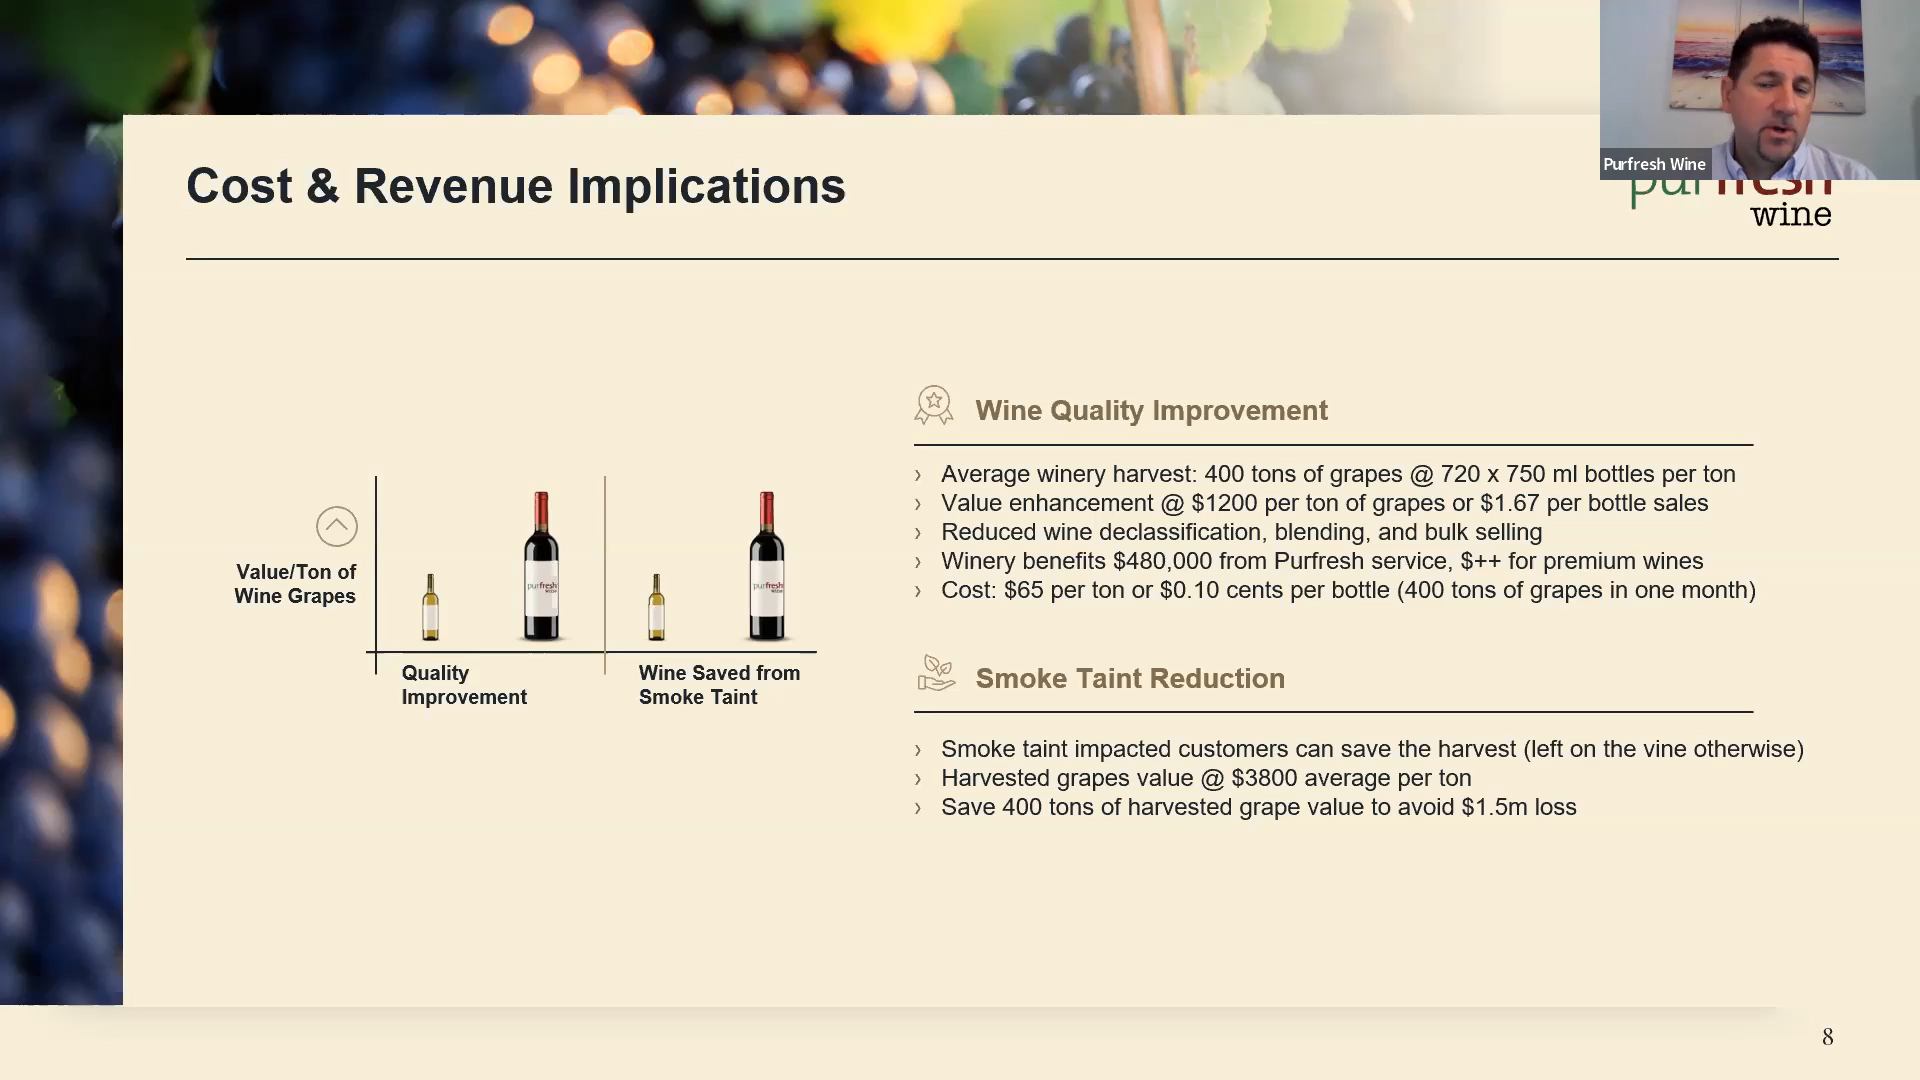 Purfresh Wine
Cost & Revenue Implications
purfresh
wine
Wine Quality Improvement
› Average winery harvest: 400 tons of grapes @ 720 x 750 ml bottles per ton
› Value enhancement @ $1200 per ton of grapes or $1.67 per bottle sales
› Reduced wine declassification, blending, and bulk selling
› Winery benefits $480,000 from Purfresh service, $++ for premium wines
› Cost: $65 per ton or $0.10 cents per bottle (400 tons of grapes in one month)
Value/Ton of
Wine Grapes
purfresh
wine
purfresh
wine
Quality
Improvement
Wine Saved from
Smoke Taint
Smoke Taint Reduction
› Smoke taint impacted customers can save the harvest (left on the vine otherwise)
› Harvested grapes value @ $3800 average per ton
› Save 400 tons of harvested grape value to avoid $1.5m loss
8